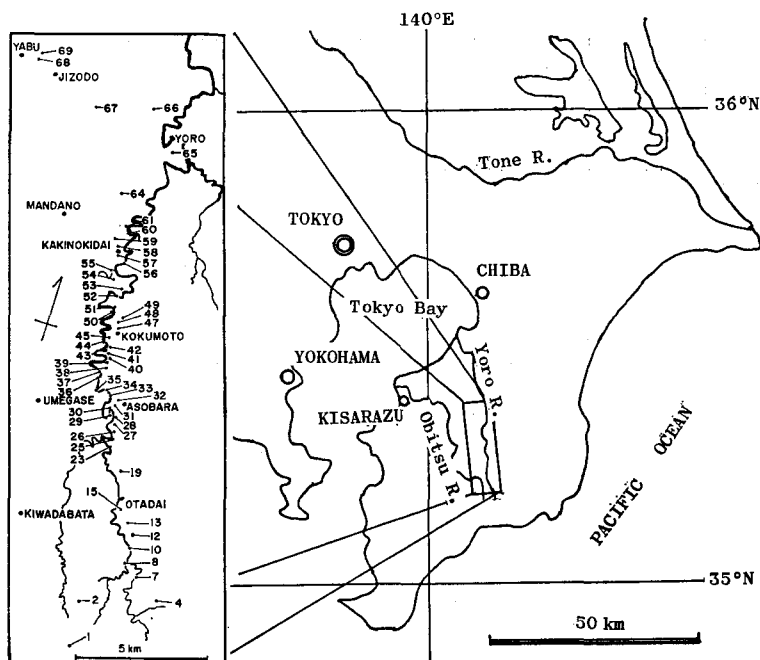 YABU
69
68
JIZODO
67
66
YORO
65
64
MANDANO
61
60
59
KAKINOKIDAI
58
57
56
55
54
53
52
51
50
49
48
47
45
KOKUMOTO
44
43
42
41
40
39
38
37
36
35
34
33
32
UMEGASE
ASOBARA
31
30
29
28
27
26
25
23
19
15
OTADAI
KIWADABATA
13
12
10
8
7
2
4
1
5 km
140°E
36°N
Tone R.
TOKYO
CHIBA
Tokyo Bay
YOKOHAMA
Yoro R.
KISARAZU
Obitsu R.
PACIFIC OCEAN
35°N
50 km